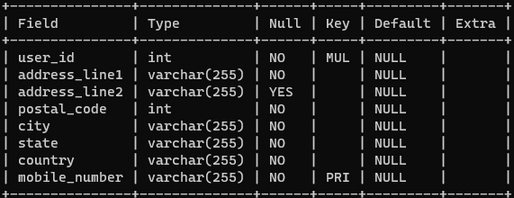 +---------------+--------------+------+-----+---------+-------+
| Field         | Type         | Null | Key | Default | Extra |
+---------------+--------------+------+-----+---------+-------+
| user_id       | int          | NO   | MUL | NULL    |       |
| address_line1 | varchar(255) | NO   |     | NULL    |       |
| address_line2 | varchar(255) | YES  |     | NULL    |       |
| postal_code   | int          | NO   |     | NULL    |       |
| city          | varchar(255) | NO   |     | NULL    |       |
| state         | varchar(255) | NO   |     | NULL    |       |
| country       | varchar(255) | NO   |     | NULL    |       |
| mobile_number | varchar(255) | NO   | PRI | NULL    |       |
+---------------+--------------+------+-----+---------+-------+